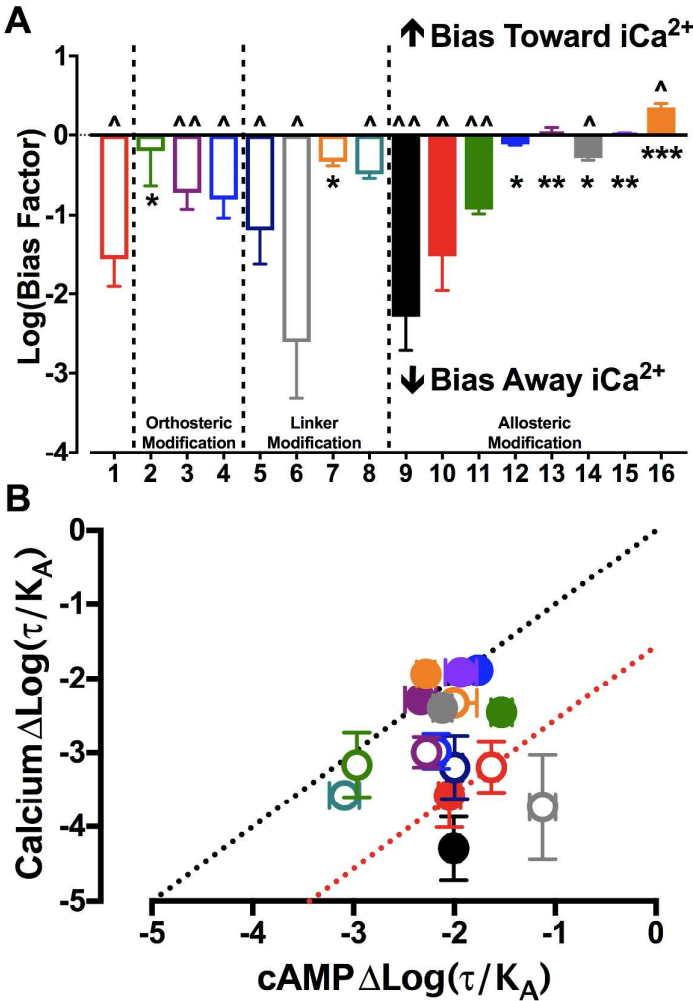 A
↑ Bias Toward iCa²⁺
Log(Bias Factor)
1
0
-1
-2
-3
-4
^ ^ ^^ ^ ^ ^ ^ ^^ ^ ^^ ^ ^
* * * ** * ** ***
↓ Bias Away iCa²⁺
Orthosteric
Modification
Linker
Modification
Allosteric
Modification
1 2 3 4 5 6 7 8 9 10 11 12 13 14 15 16
B
Calcium ΔLog(τ/K_A)
0
-1
-2
-3
-4
-5
-5 -4 -3 -2 -1 0
cAMP ΔLog(τ/K_A)